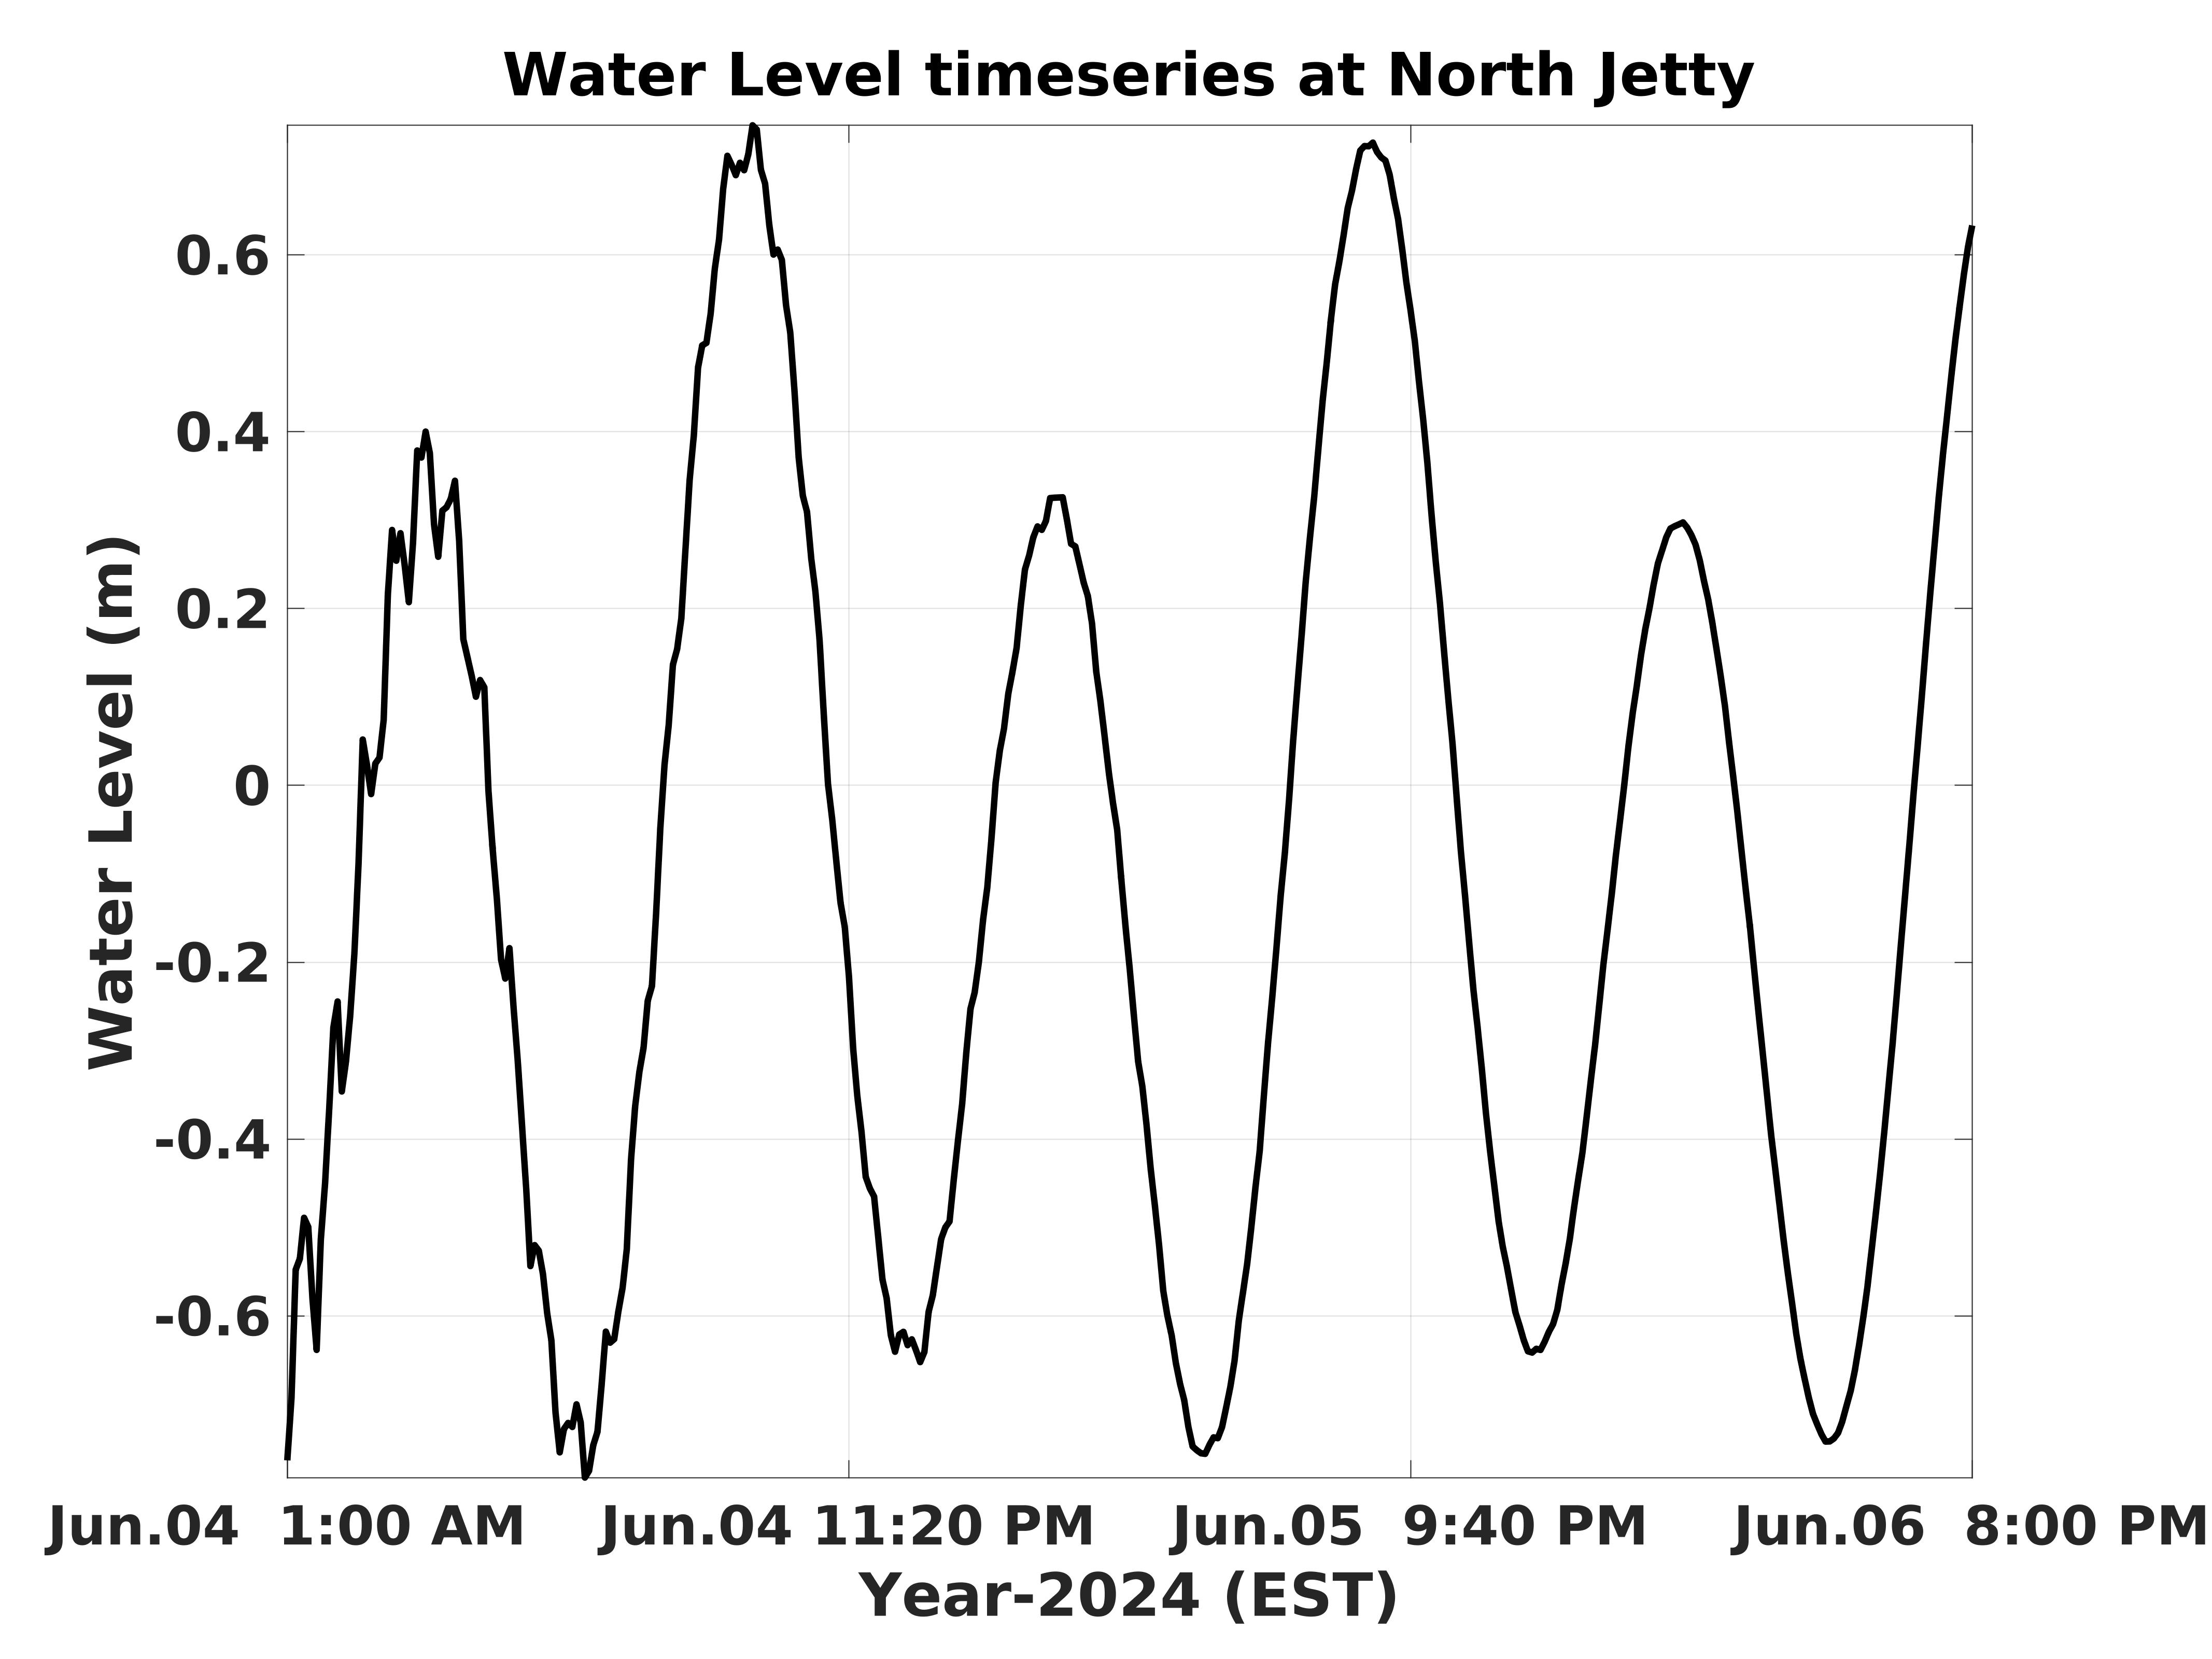 Water Level timeseries at North Jetty
Water Level (m)
0.6
0.4
0.2
0
-0.2
-0.4
-0.6
Jun.04 1:00 AM Jun.04 11:20 PM Jun.05 9:40 PM Jun.06 8:00 PM
Year-2024 (EST)